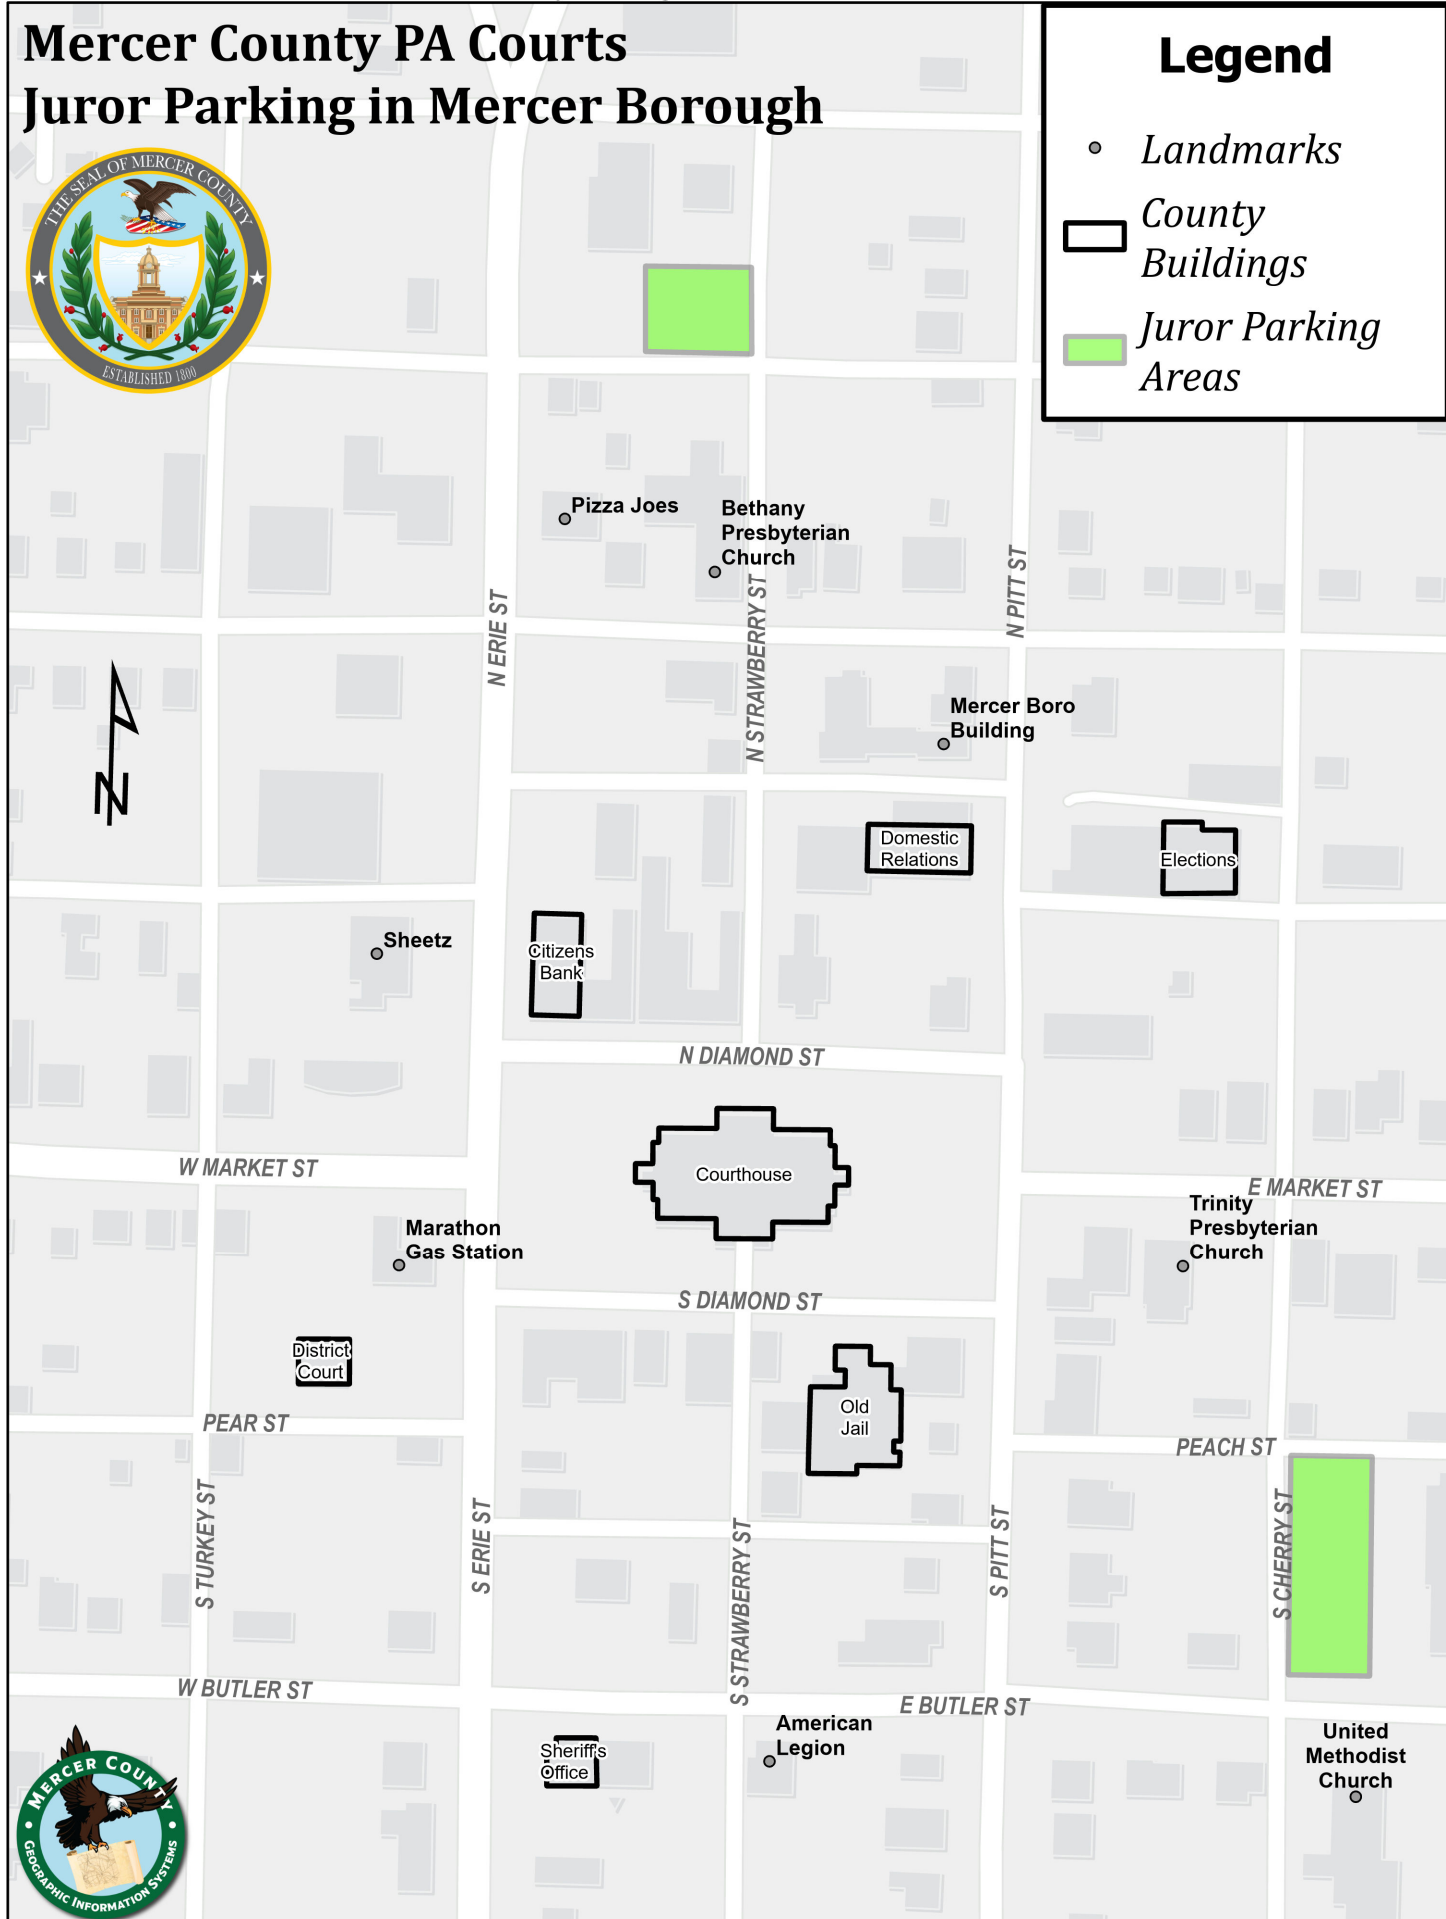 Mercer County PA Courts
Juror Parking in Mercer Borough
THE SEAL OF MERCER COUNTY
ESTABLISHED 1800
Legend
Landmarks
County
Buildings
Juror Parking
Areas
Pizza Joes
Bethany
Presbyterian
Church
N ERIE ST
N STRAWBERRY ST
N PITT ST
N
Mercer Boro
Building
Domestic
Relations
Elections
Sheetz
Citizens
Bank
N DIAMOND ST
W MARKET ST
Courthouse
E MARKET ST
Trinity
Presbyterian
Church
Marathon
Gas Station
S DIAMOND ST
District
Court
Old
Jail
PEAR ST
PEACH ST
S TURKEY ST
S ERIE ST
S STRAWBERRY ST
S PITT ST
S CHERRY ST
W BUTLER ST
E BUTLER ST
American
Legion
Sheriff's
Office
United
Methodist
Church
MERCER COUNTY
GEOGRAPHIC INFORMATION SYSTEMS